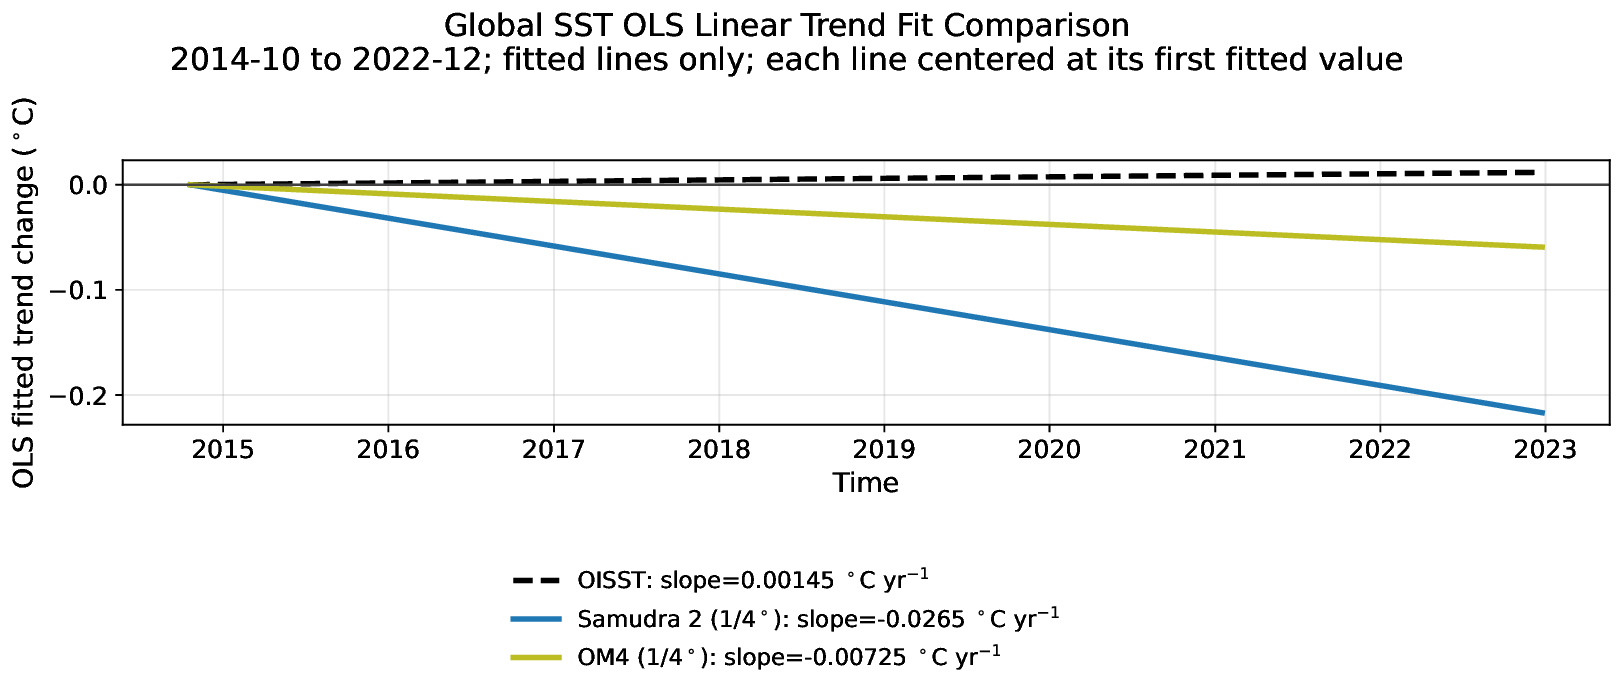 Global SST OLS Linear Trend Fit Comparison
2014-10 to 2022-12; fitted lines only; each line centered at its first fitted value
OLS fitted trend change (°C)
0.0
−0.1
−0.2
2015 2016 2017 2018 2019 2020 2021 2022 2023
Time
OISST: slope=0.00145 °C yr⁻¹
Samudra 2 (1/4°): slope=-0.0265 °C yr⁻¹
OM4 (1/4°): slope=-0.00725 °C yr⁻¹